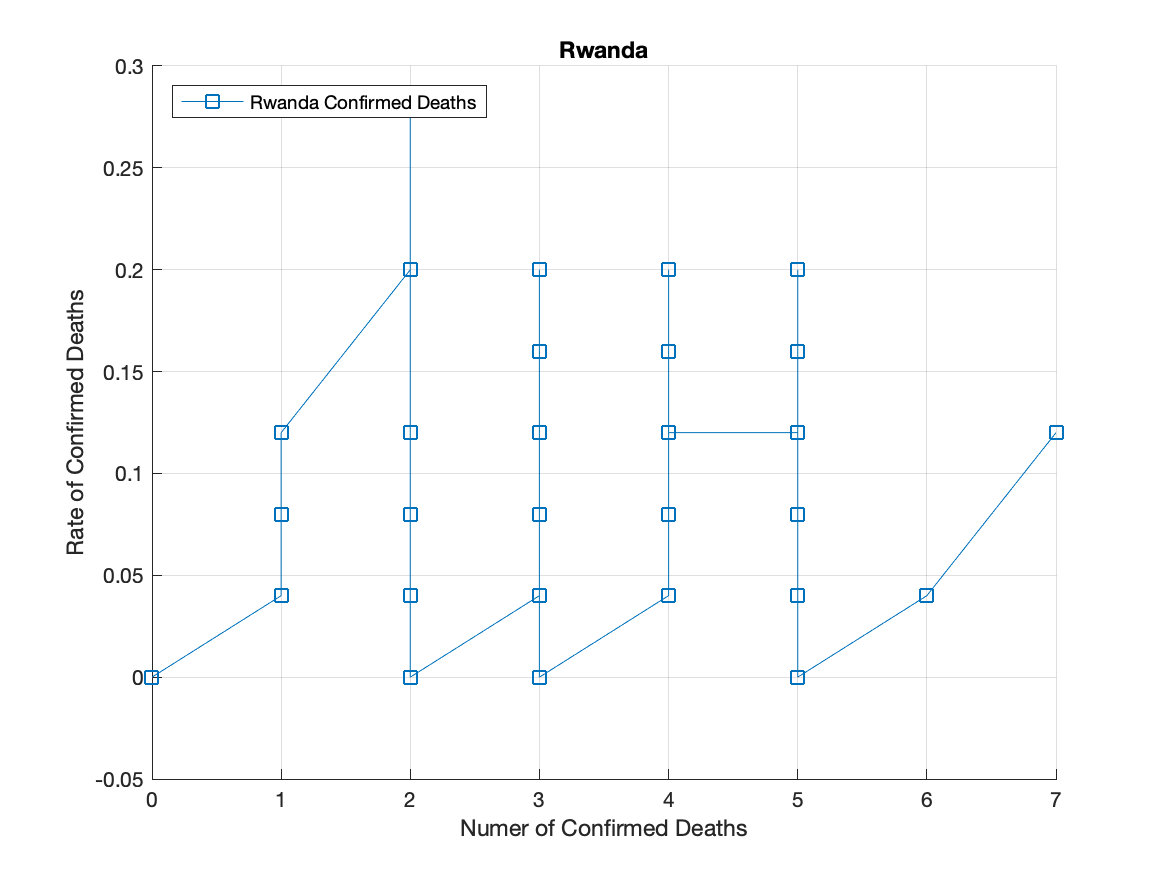 Rwanda
0.3
Rwanda Confirmed Deaths
0.25
0.2
0.15
0.1
0.05
0
-0.05
Rate of Confirmed Deaths
0 1 2 3 4 5 6 7
Numer of Confirmed Deaths